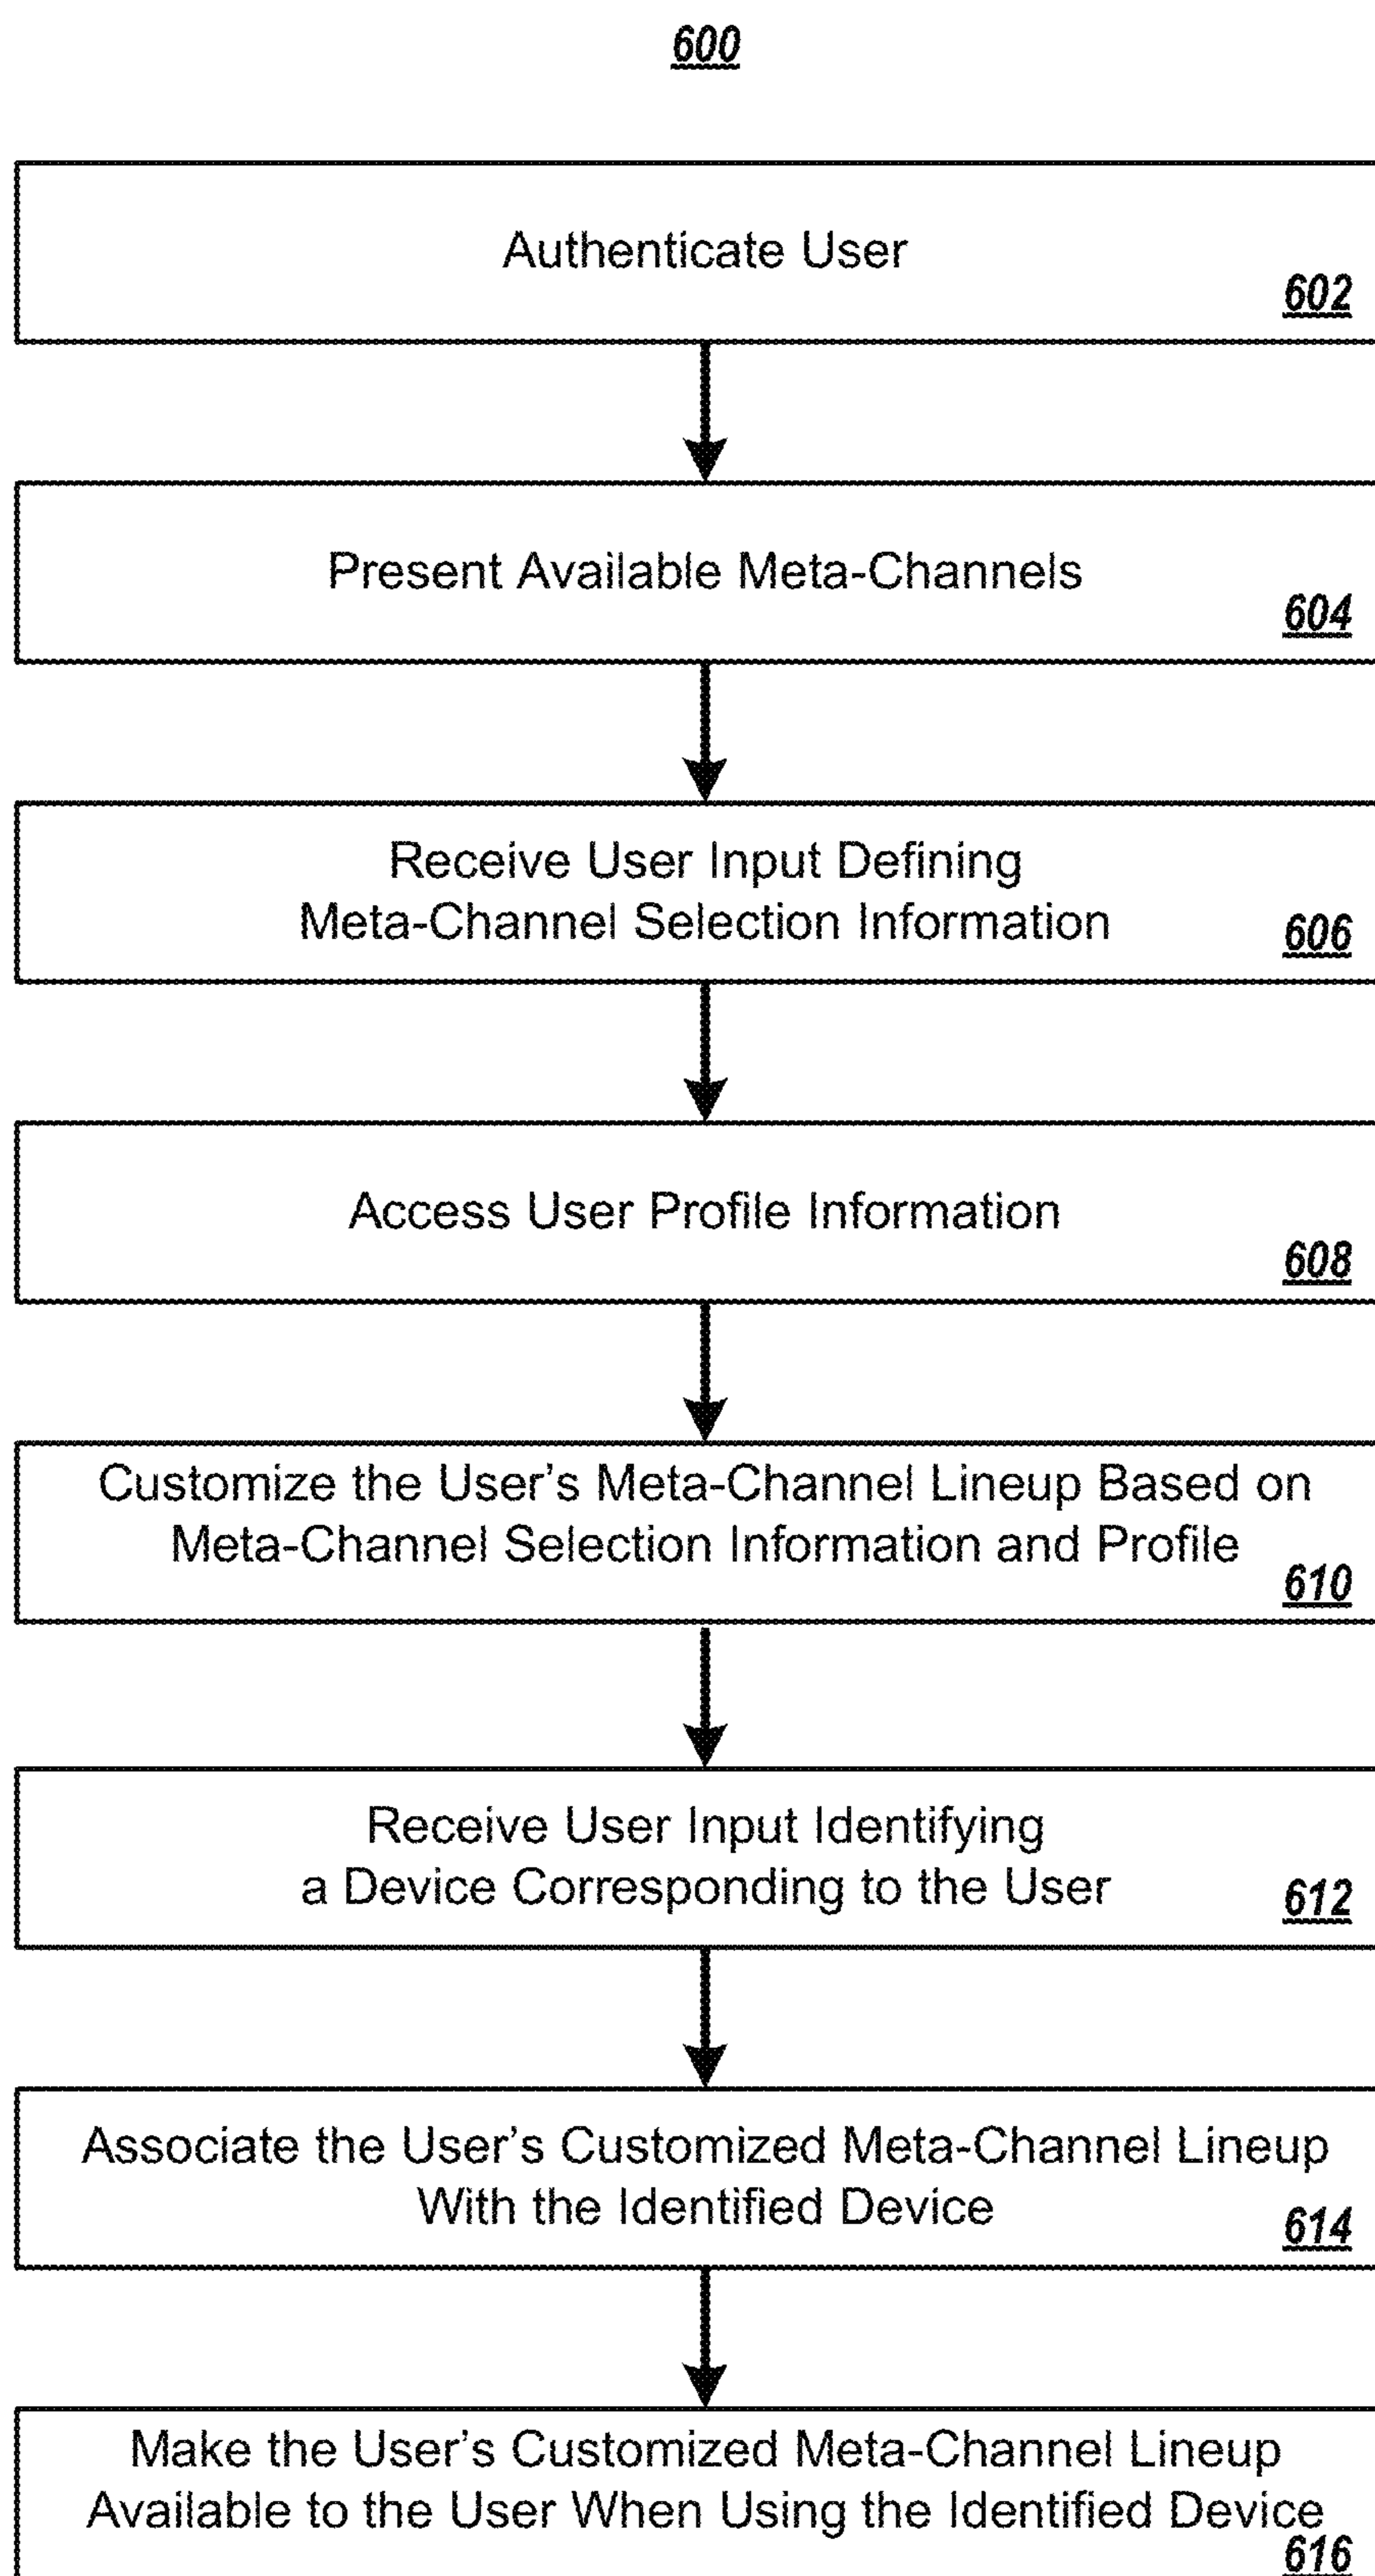 600
Authenticate User
602
Present Available Meta-Channels
604
Receive User Input Defining
Meta-Channel Selection Information
606
Access User Profile Information
608
Customize the User's Meta-Channel Lineup Based on
Meta-Channel Selection Information and Profile
610
Receive User Input Identifying
a Device Corresponding to the User
612
Associate the User's Customized Meta-Channel Lineup
With the Identified Device
614
Make the User's Customized Meta-Channel Lineup
Available to the User When Using the Identified Device
616